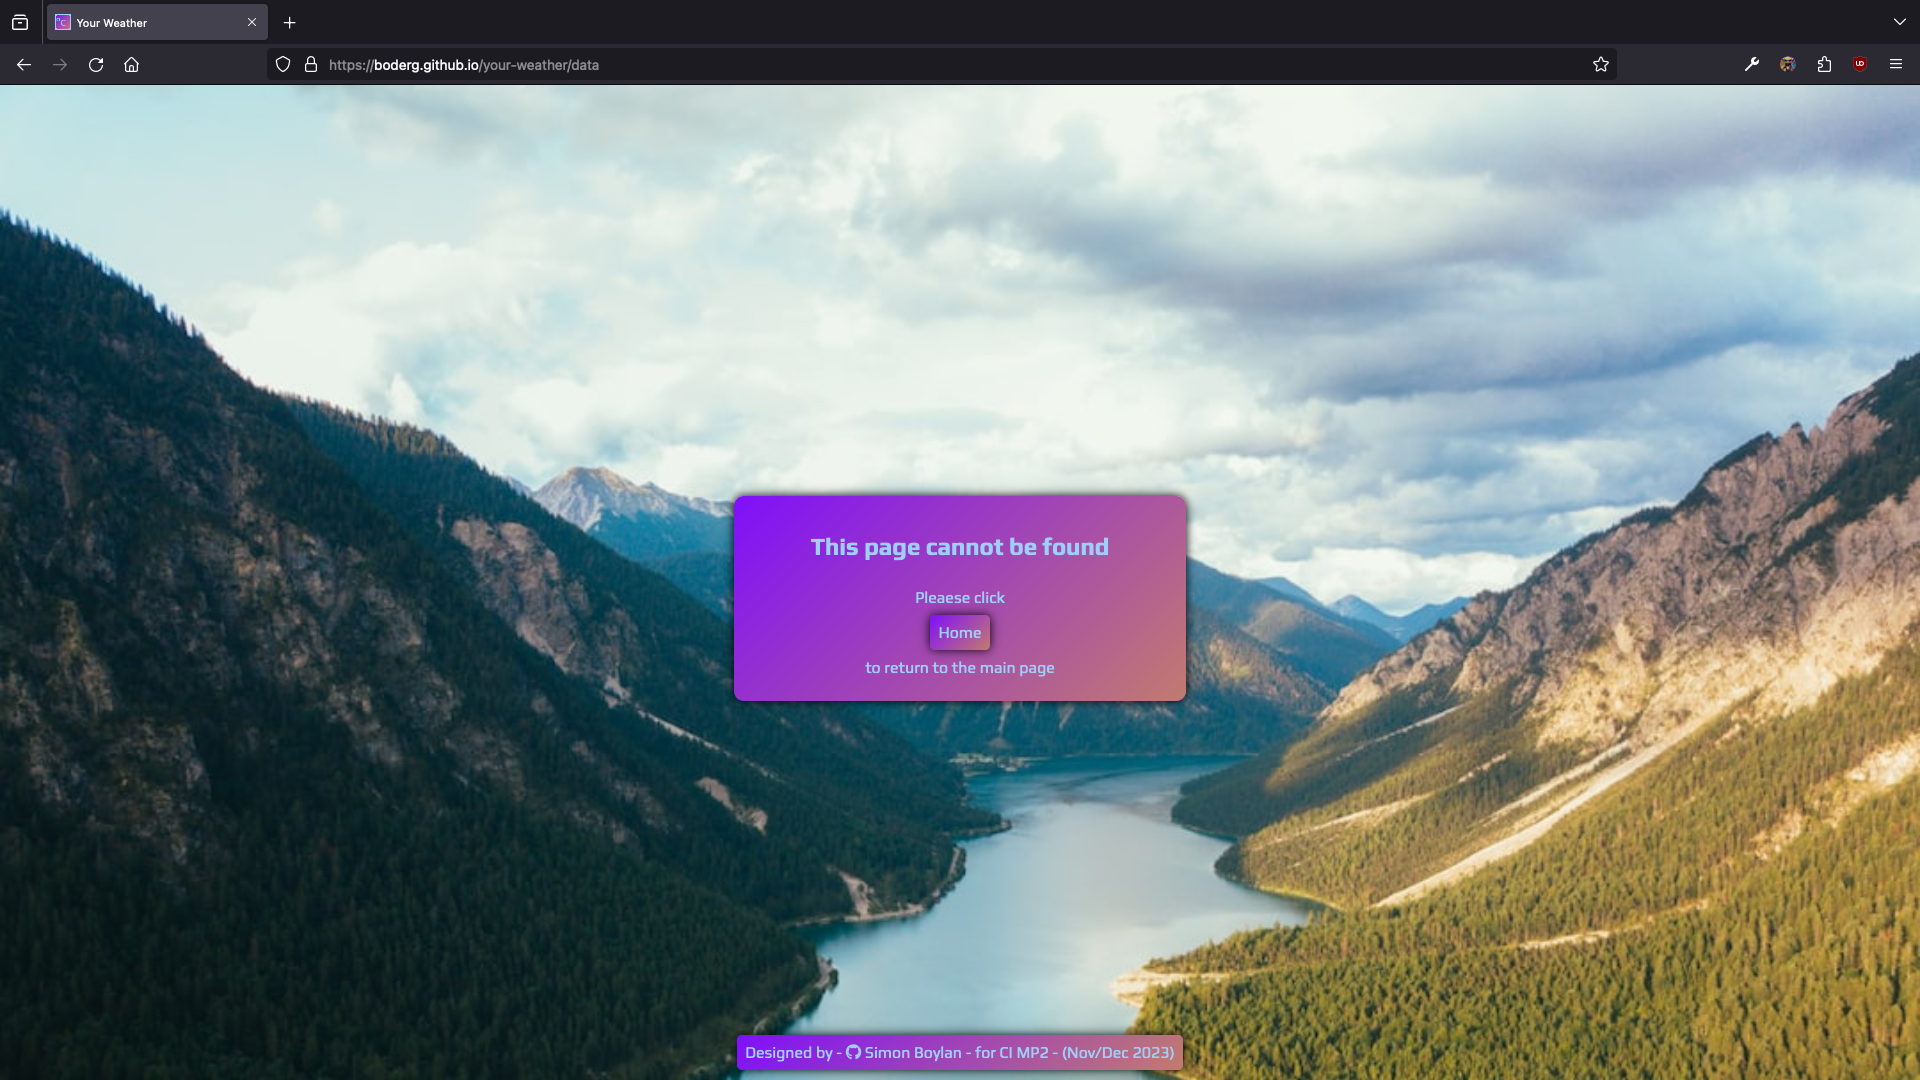 Your Weather
https://boderg.github.io/your-weather/data
This page cannot be found
Pleaese click
Home
to return to the main page
Designed by - Simon Boylan - for CI MP2 - (Nov/Dec 2023)